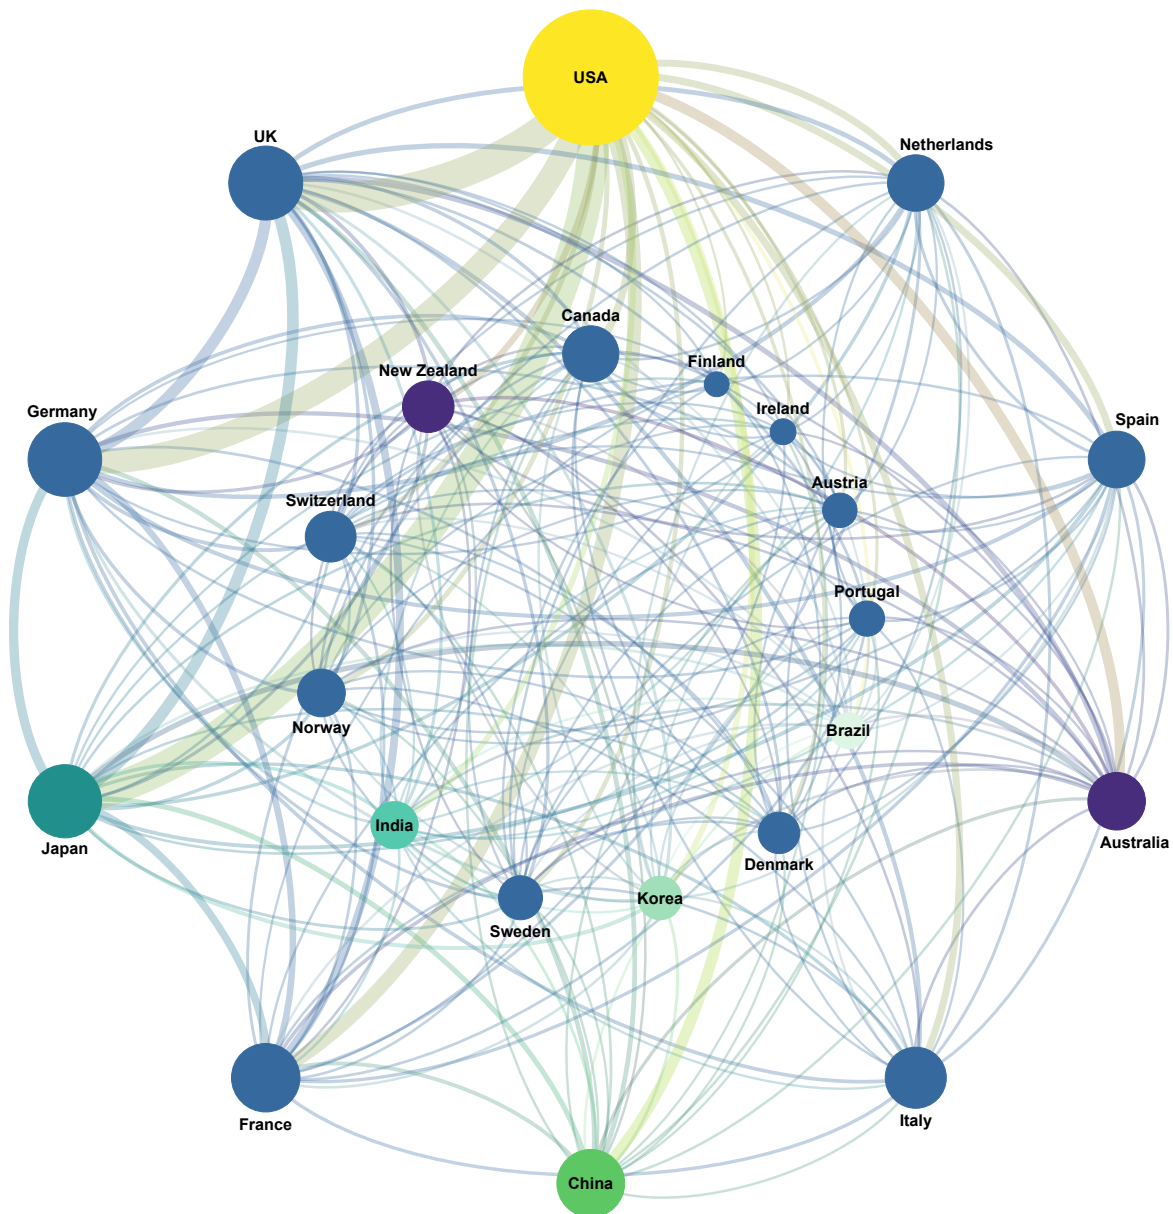 USA
UK
Netherlands
Canada
Finland
New Zealand
Ireland
Germany
Spain
Austria
Switzerland
Portugal
Norway
Brazil
India
Japan
Denmark
Australia
Korea
Sweden
France
Italy
China